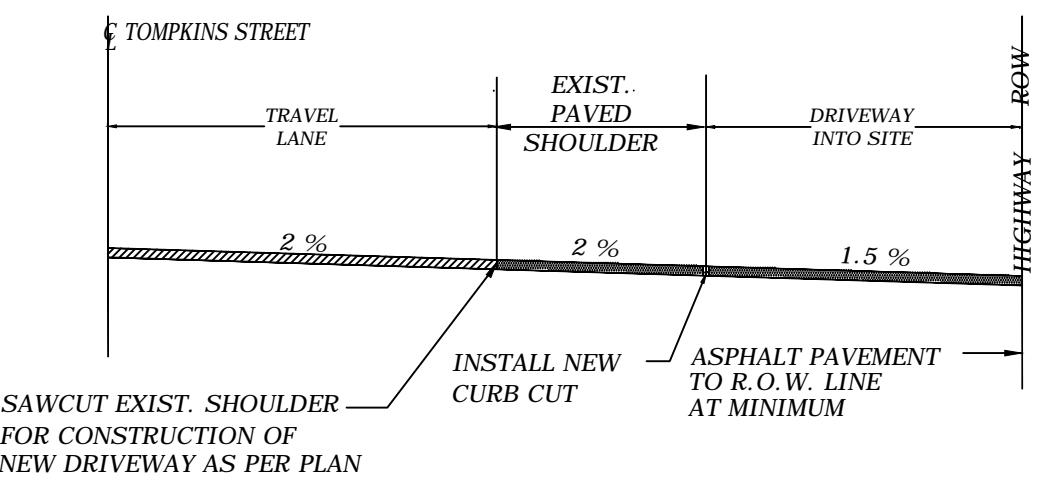 ℄ TOMPKINS STREET
TRAVEL
LANE
EXIST.
PAVED
SHOULDER
DRIVEWAY
INTO SITE
HIGHWAY ROW
2 %
2 %
1.5 %
SAWCUT EXIST. SHOULDER
FOR CONSTRUCTION OF
NEW DRIVEWAY AS PER PLAN
INSTALL NEW
CURB CUT
ASPHALT PAVEMENT
TO R.O.W. LINE
AT MINIMUM